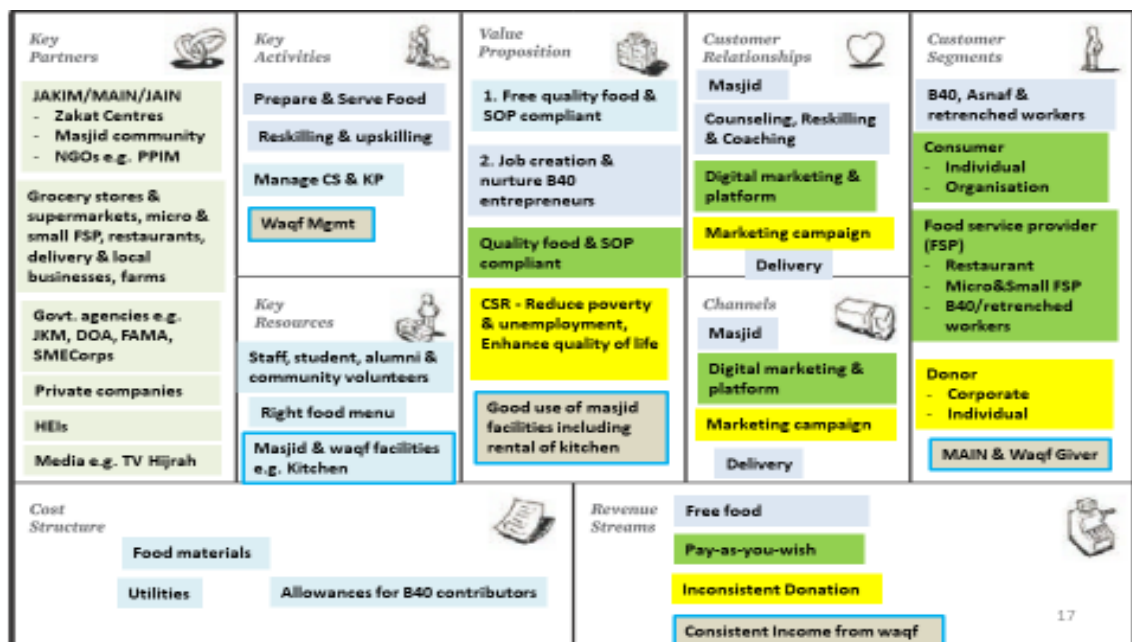 Key
Partners
JAKIM/MAIN/JAIN
- Zakat Centres
- Masjid community
- NGOs e.g. PPIM
Grocery stores &
supermarkets, micro &
small FSP, restaurants,
delivery & local
businesses, farms
Govt. agencies e.g.
JKM, DOA, FAMA,
SMECorps
Private companies
HEIs
Media e.g. TV Hijrah
Key
Activities
Prepare & Serve Food
Reskilling & upskilling
Manage CS & KP
Waqf Mgmt
Key
Resources
Staff, student, alumni &
community volunteers
Right food menu
Masjid & waqf facilities
e.g. Kitchen
Value
Proposition
1. Free quality food &
SOP compliant
2. Job creation &
nurture B40
entrepreneurs
Quality food & SOP
compliant
CSR - Reduce poverty
& unemployment,
Enhance quality of life
Good use of masjid
facilities including
rental of kitchen
Customer
Relationships
Masjid
Counseling, Reskilling
& Coaching
Digital marketing &
platform
Marketing campaign
Delivery
Channels
Masjid
Digital marketing &
platform
Marketing campaign
Delivery
Customer
Segments
B40, Asnaf &
retrenched workers
Consumer
- Individual
- Organisation
Food service provider
(FSP)
- Restaurant
- Micro&Small FSP
- B40/retrenched
workers
Donor
- Corporate
- Individual
MAIN & Waqf Giver
Cost
Structure
Food materials
Utilities
Allowances for B40 contributors
Revenue
Streams
Free food
Pay-as-you-wish
Inconsistent Donation
Consistent Income from waqf
17